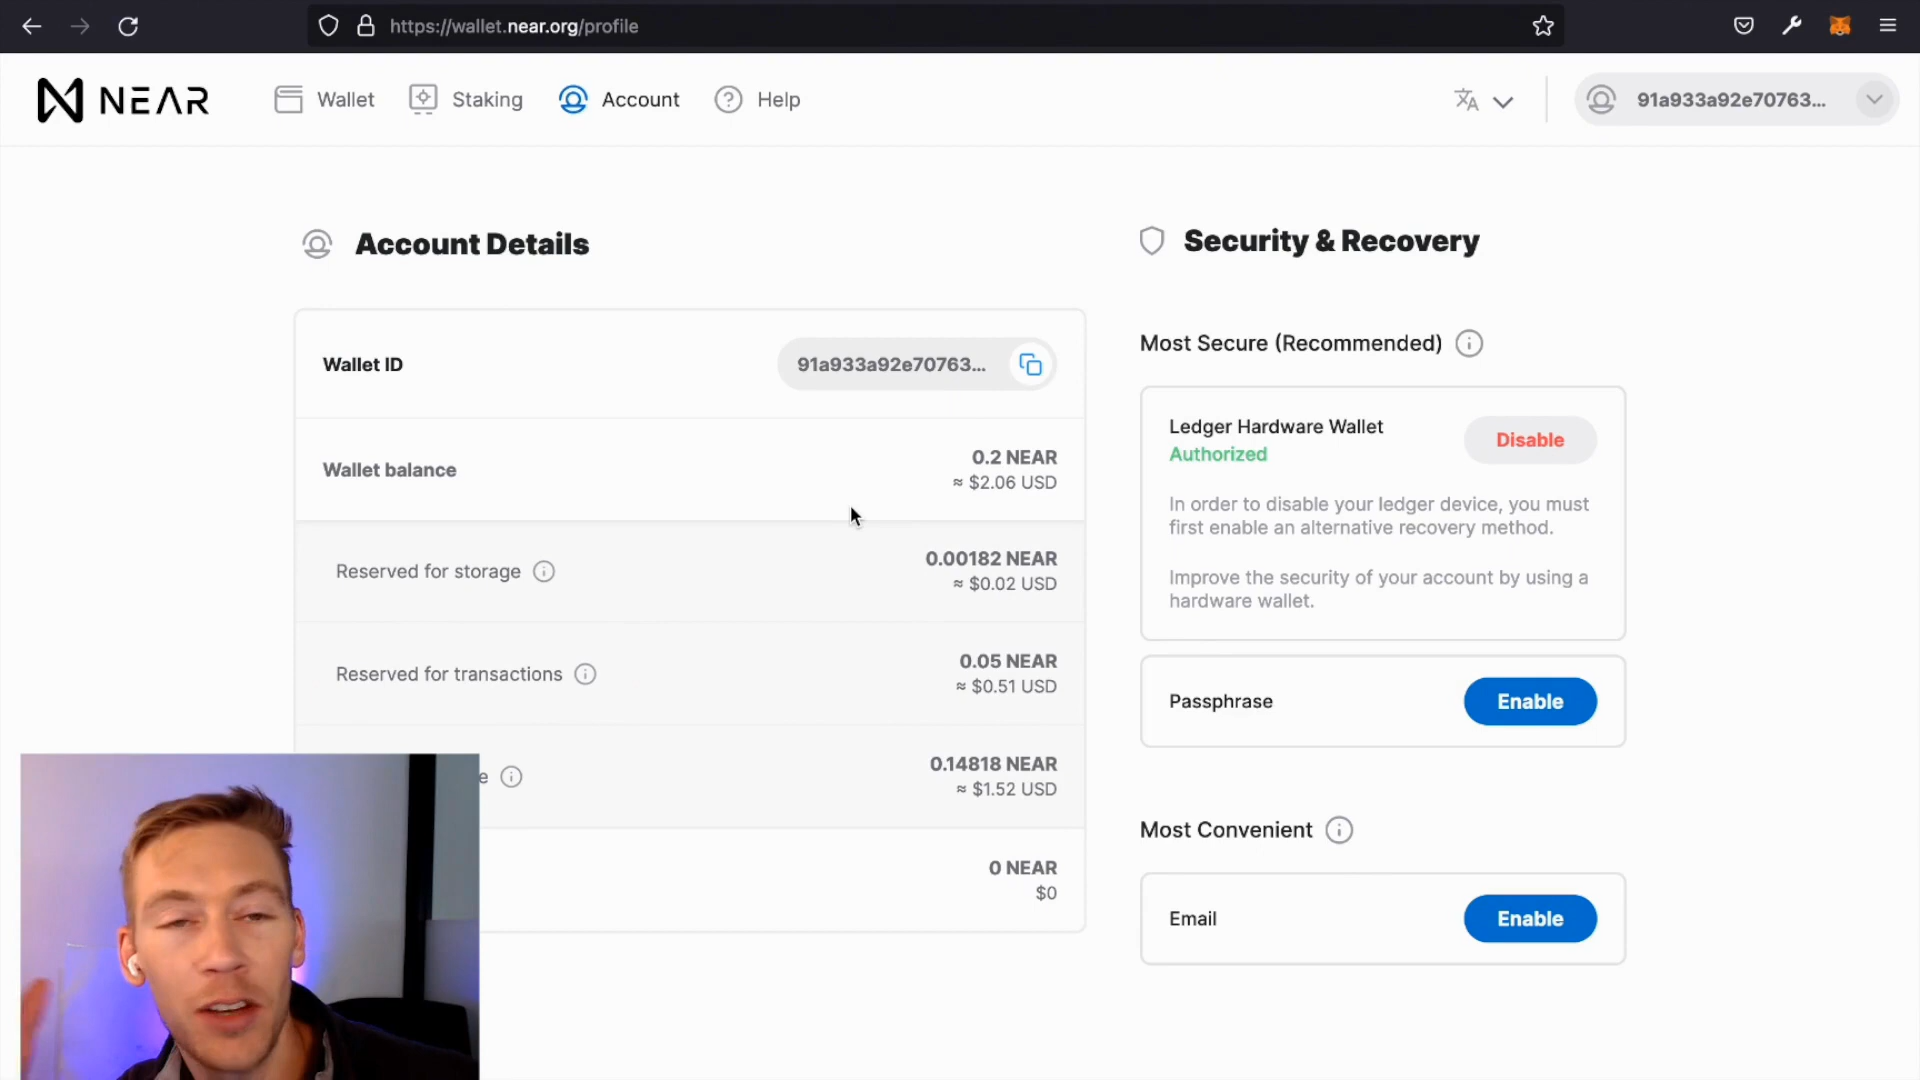 https://wallet.near.org/profile
NEAR
Wallet
Staking
Account
Help
91a933a92e70763...
Account Details
Wallet ID
91a933a92e70763...
Wallet balance
0.2 NEAR
≈ $2.06 USD
Reserved for storage
0.00182 NEAR
≈ $0.02 USD
Reserved for transactions
0.05 NEAR
≈ $0.51 USD
e
0.14818 NEAR
≈ $1.52 USD
0 NEAR
$0
Security & Recovery
Most Secure (Recommended)
Ledger Hardware Wallet
Disable
Authorized
In order to disable your ledger device, you must
first enable an alternative recovery method.
Improve the security of your account by using a
hardware wallet.
Passphrase
Enable
Most Convenient
Email
Enable